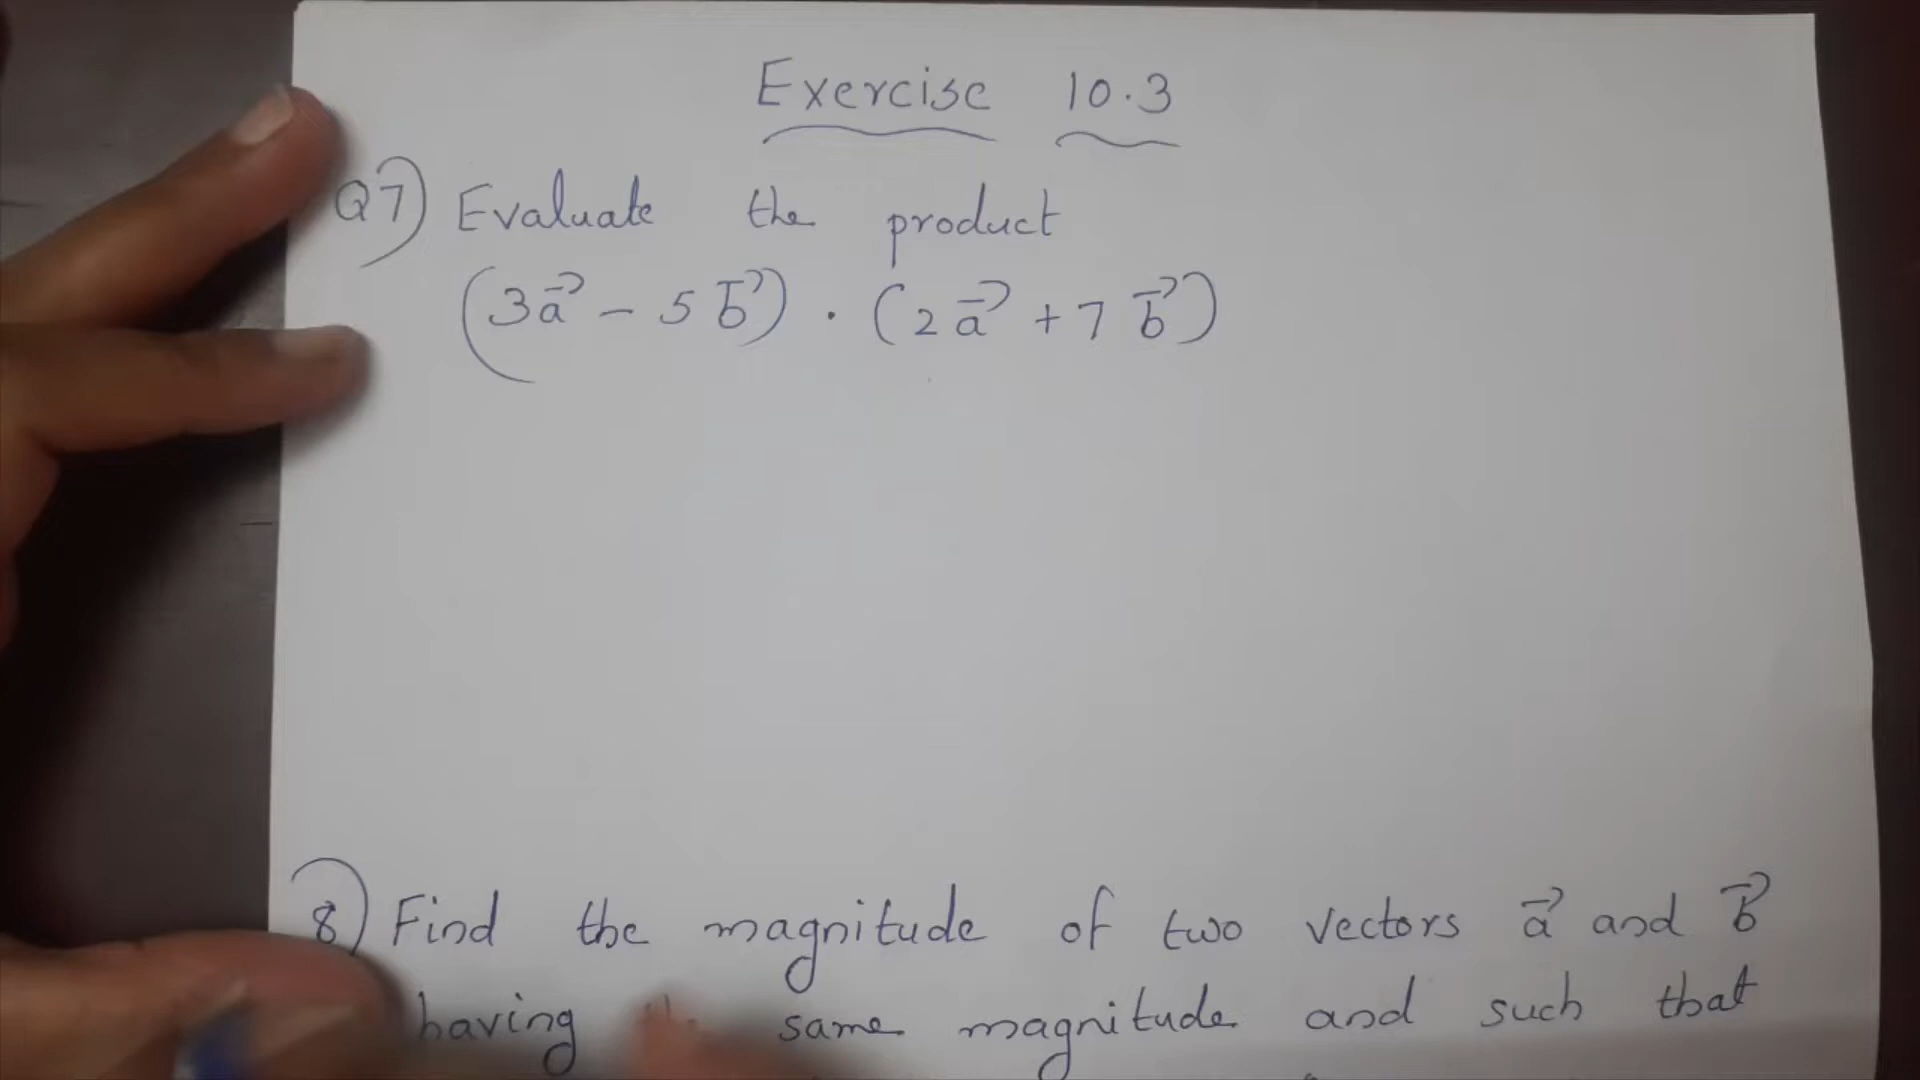 Exercise 10.3
Q7) Evaluate the product
(3a⃗ - 5b⃗) . (2a⃗ + 7b⃗)
8) Find the magnitude of two vectors a⃗ and b⃗
having same magnitude and such that